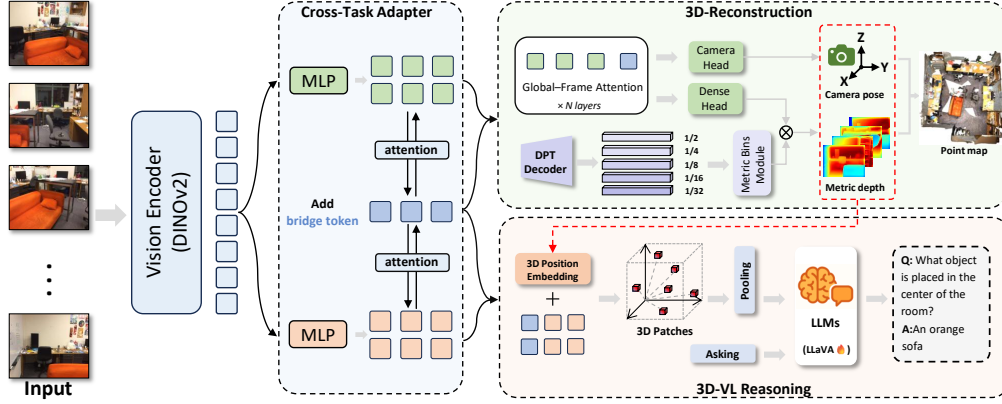 Input
Vision Encoder
(DINOv2)
Cross-Task Adapter
MLP
attention
Add
bridge token
attention
MLP
3D-Reconstruction
Global–Frame Attention
× N layers
Camera
Head
Dense
Head
DPT
Decoder
1/2
1/4
1/8
1/16
1/32
Metric Bins
Module
Z
Y
X
Camera pose
Metric depth
Point map
3D Position
Embedding
+
3D Patches
Pooling
Asking
LLMs
(LLaVA 🔥)
Q: What object
is placed in the
center of the
room?
A:An orange
sofa
3D-VL Reasoning